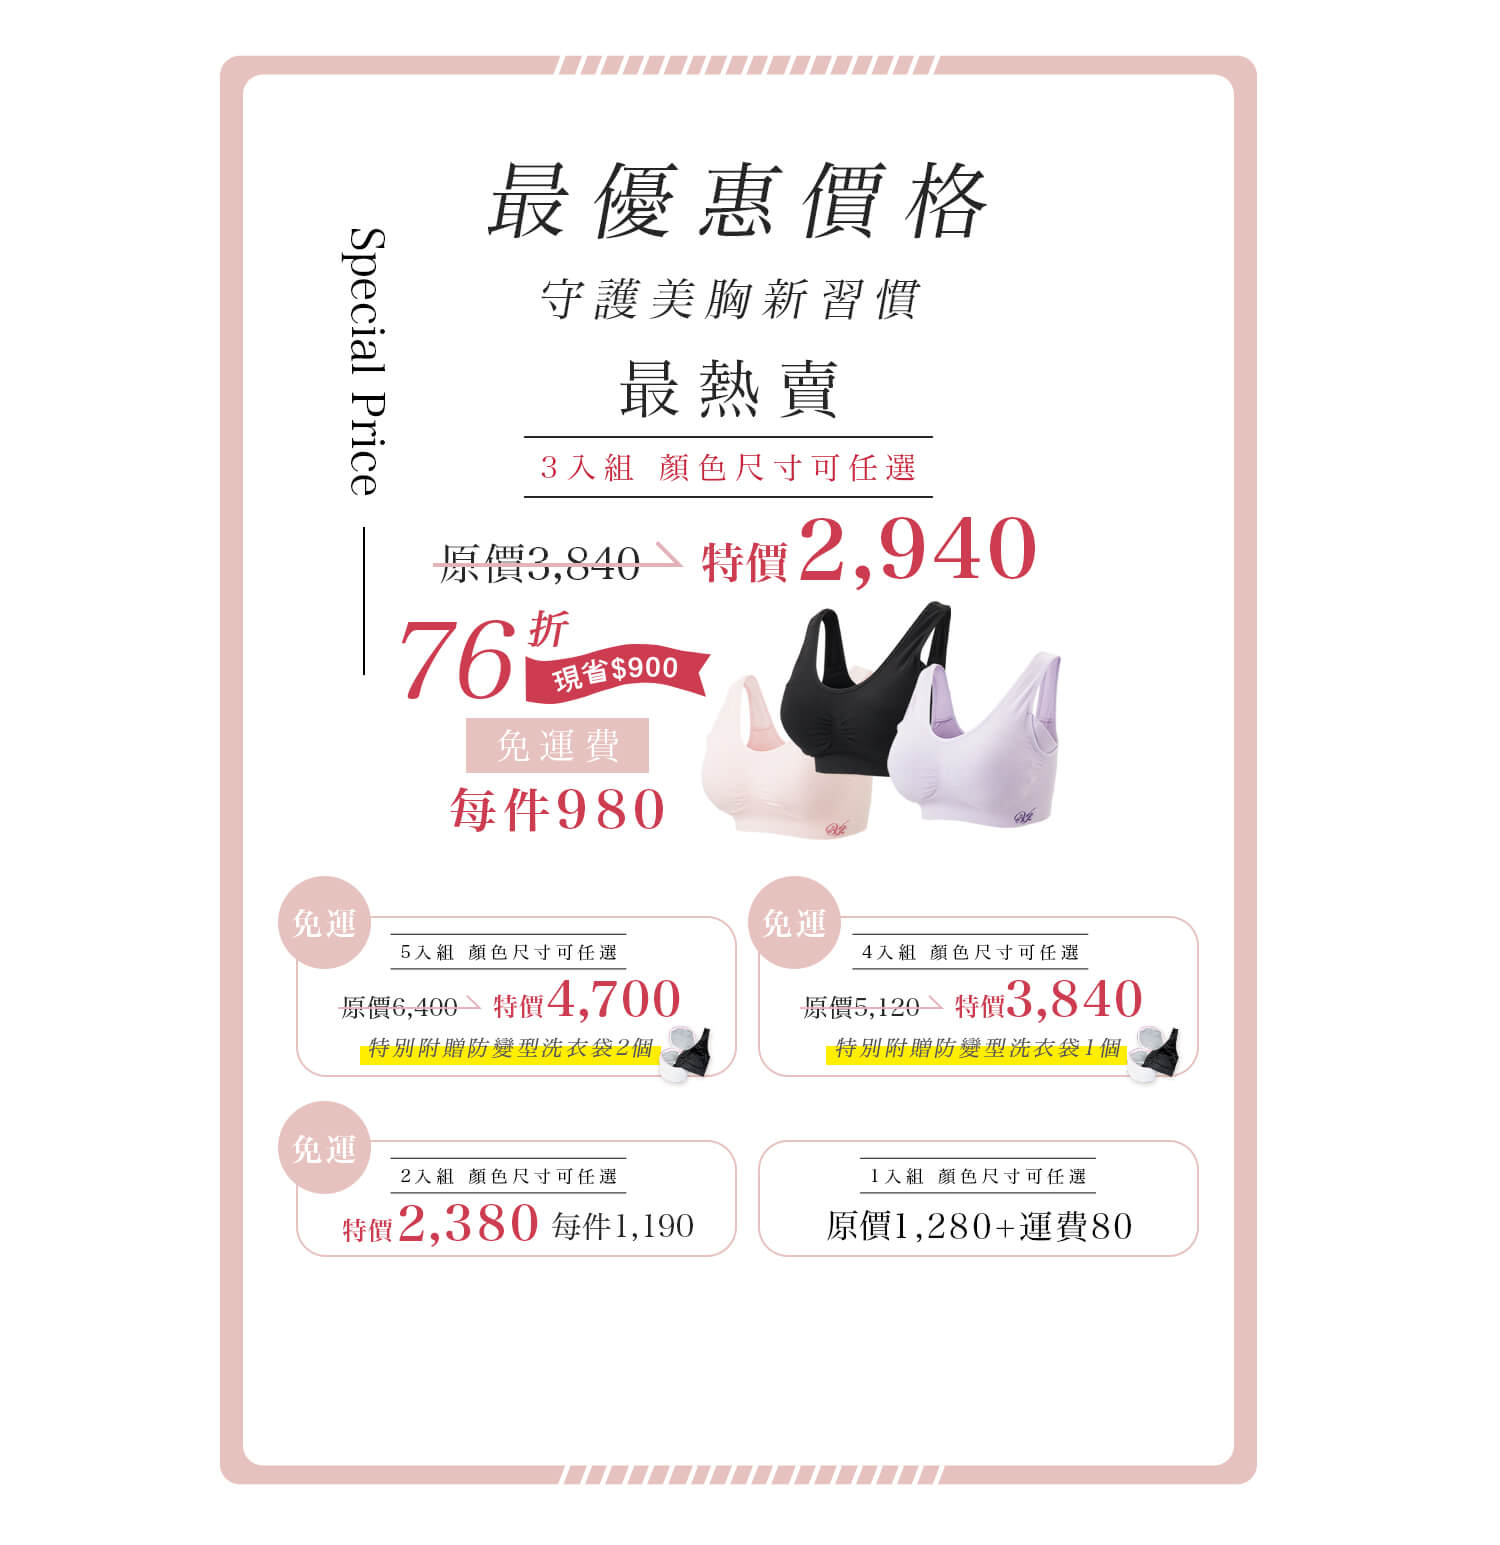 最優惠價格
守護美胸新習慣
Special Price
最熱賣
3入組 顏色尺寸可任選
原價3,840 特價2,940
76折
現省$900
免運費
每件980
免運
5入組 顏色尺寸可任選
原價6,400 特價4,700
特別附贈防變型洗衣袋2個
免運
4入組 顏色尺寸可任選
原價5,120 特價3,840
特別附贈防變型洗衣袋1個
免運
2入組 顏色尺寸可任選
特價2,380 每件1,190
1入組 顏色尺寸可任選
原價1,280+運費80